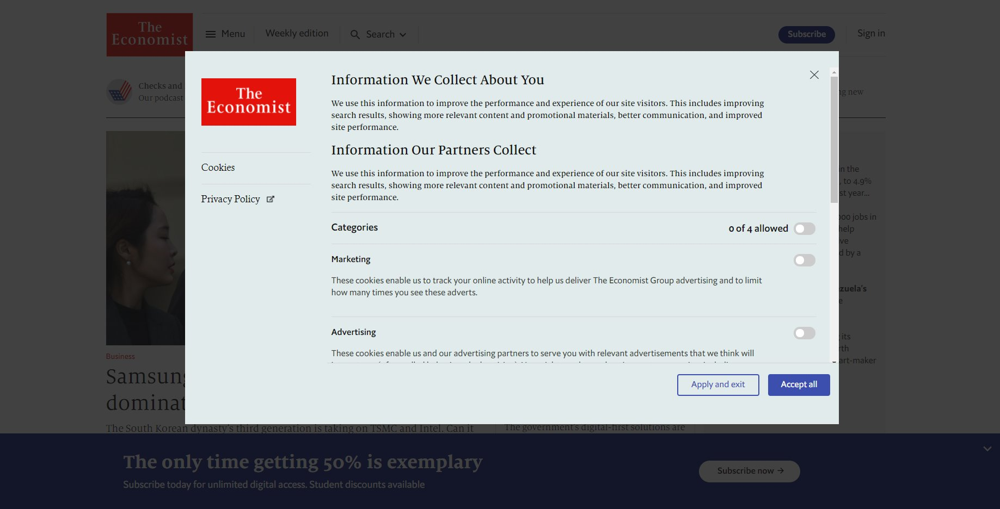 The
Economist
Menu
Weekly edition
Search
Subscribe
Sign in
Checks and
Our podcast
ng new
The
Economist
Cookies
Privacy Policy
Information We Collect About You
We use this information to improve the performance and experience of our site visitors. This includes improving
search results, showing more relevant content and promotional materials, better communication, and improved
site performance.
Information Our Partners Collect
We use this information to improve the performance and experience of our site visitors. This includes improving
search results, showing more relevant content and promotional materials, better communication, and improved
site performance.
Categories
0 of 4 allowed
Marketing
These cookies enable us to track your online activity to help us deliver The Economist Group advertising and to limit
how many times you see these adverts.
Advertising
These cookies enable us and our advertising partners to serve you with relevant advertisements that we think will
Apply and exit
Accept all
in the
, to 4.9%
st year...
000 jobs in
help
ve
d by a
zuela's
e
its
rth
art-maker
Business
Samsung
dominat
The South Korean dynasty's third generation is taking on TSMC and Intel. Can it
The government's digital-first solutions are
The only time getting 50% is exemplary
Subscribe today for unlimited digital access. Student discounts available
Subscribe now →